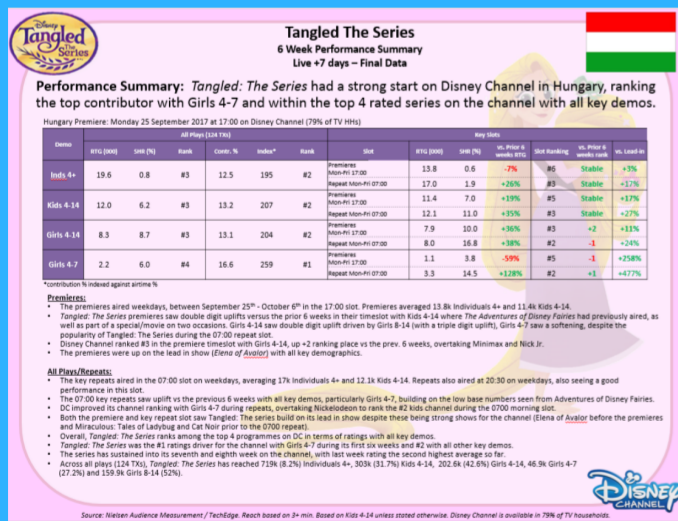 Disney
Tangled
The
Series
Tangled The Series
6 Week Performance Summary
Live +7 days – Final Data
Performance Summary: Tangled: The Series had a strong start on Disney Channel in Hungary, ranking
the top contributor with Girls 4-7 and within the top 4 rated series on the channel with all key demos.
Hungary Premiere: Monday 25 September 2017 at 17:00 on Disney Channel (79% of TV HHs)
Demo All Plays (124 TXs) Key Slots
RTG (000) SHR (%) Rank Contr. % Index* Rank Slot RTG (000) SHR (%) vs. Prior 6 weeks RTG Slot Ranking vs. Prior 6 weeks rank vs. Lead-in
Inds 4+ 19.6 0.8 #3 12.5 195 #2 Premieres Mon-Fri 17:00 13.8 0.6 -7% #6 Stable +3%
Repeat Mon-Fri 07:00 17.0 1.9 +26% #3 Stable +17%
Kids 4-14 12.0 6.2 #3 13.2 207 #2 Premieres Mon-Fri 17:00 11.4 7.0 +19% #5 Stable +17%
Repeat Mon-Fri 07:00 12.1 11.0 +35% #3 Stable +27%
Girls 4-14 8.3 8.7 #3 13.1 204 #2 Premieres Mon-Fri 17:00 7.9 10.0 +36% #3 +2 +11%
Repeat Mon-Fri 07:00 8.0 16.8 +38% #2 -1 +24%
Girls 4-7 2.2 6.0 #4 16.6 259 #1 Premieres Mon-Fri 17:00 1.1 3.8 -59% #5 -1 +258%
Repeat Mon-Fri 07:00 3.3 14.5 +128% #2 +1 +477%
*contribution % indexed against airtime %
Premieres:
• The premieres aired weekdays, between September 25th - October 6th in the 17:00 slot. Premieres averaged 13.8k Individuals 4+ and 11.4k Kids 4-14.
• Tangled: The Series premieres saw double digit uplifts versus the prior 6 weeks in their timeslot with Kids 4-14 where The Adventures of Disney Fairies had previously aired, as
well as part of a special/movie on two occasions. Girls 4-14 saw double digit uplift driven by Girls 8-14 (with a triple digit uplift), Girls 4-7 saw a softening, despite the
popularity of Tangled: The Series during the 07:00 repeat slot.
• Disney Channel ranked #3 in the premiere timeslot with Girls 4-14, up +2 ranking place vs the prev. 6 weeks, overtaking Minimax and Nick Jr.
• The premieres were up on the lead in show (Elena of Avalor) with all key demographics.
All Plays/Repeats:
• The key repeats aired in the 07:00 slot on weekdays, averaging 17k Individuals 4+ and 12.1k Kids 4-14. Repeats also aired at 20:30 on weekdays, also seeing a good
performance in this slot.
• The 07:00 key repeats saw uplift vs the previous 6 weeks with all key demos, particularly Girls 4-7, building on the low base numbers seen from Adventures of Disney Fairies.
• DC improved its channel ranking with Girls 4-7 during repeats, overtaking Nickelodeon to rank the #2 kids channel during the 0700 morning slot.
• Both the premiere and key repeat slot saw Tangled: The series build on its lead in show despite these being strong shows for the channel (Elena of Avalor before the premieres
and Miraculous: Tales of Ladybug and Cat Noir prior to the 0700 repeat).
• Overall, Tangled: The Series ranks among the top 4 programmes on DC in terms of ratings with all key demos.
• Tangled: The Series was the #1 ratings driver for the channel with Girls 4-7 during its first six weeks and #2 with all other key demos.
• The series has sustained into its seventh and eighth week on the channel, with last week rating the second highest average so far.
• Across all plays (124 TXs), Tangled: The Series has reached 719k (8.2%) Individuals 4+, 303k (31.7%) Kids 4-14, 202.6k (42.6%) Girls 4-14, 46.9k Girls 4-7
(27.2%) and 159.9k Girls 8-14 (52%).
Disney
CHANNEL
Source: Nielsen Audience Measurement / TechEdge. Reach based on 3+ min. Based on Kids 4-14 unless stated otherwise. Disney Channel is available in 79% of TV households.